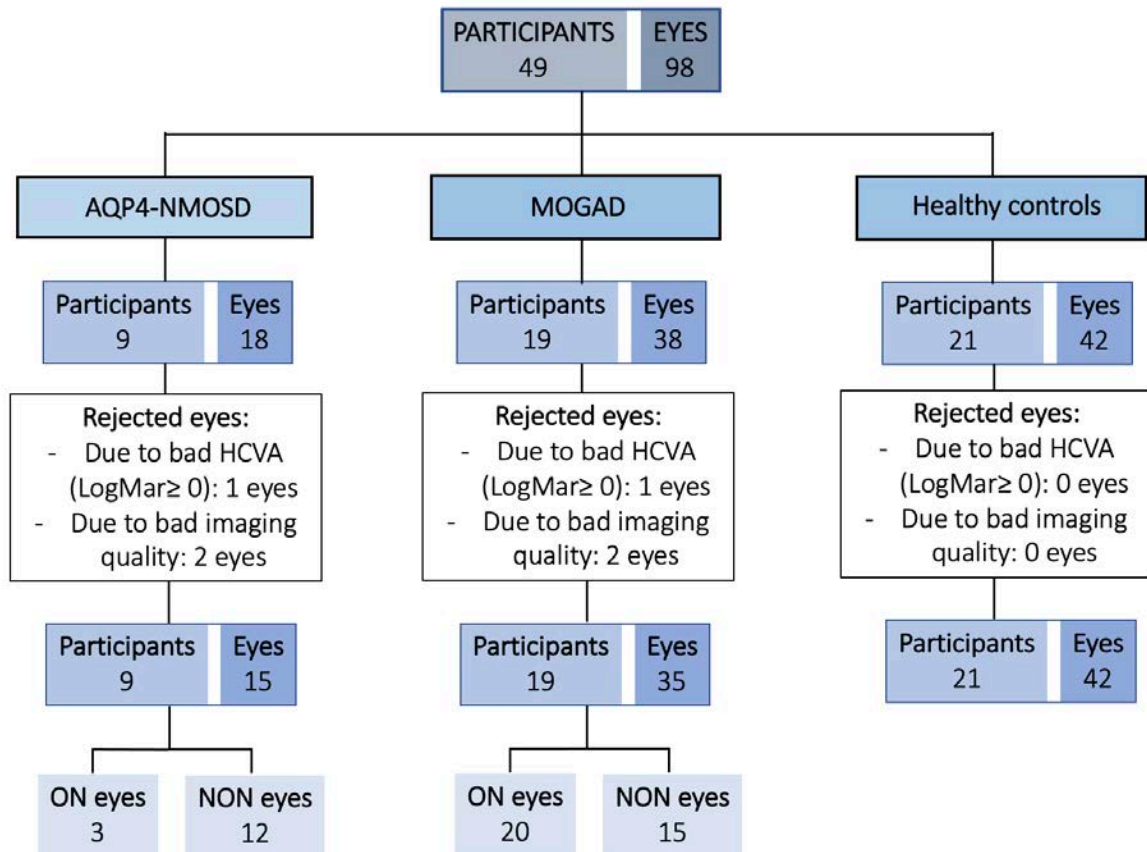 PARTICIPANTS EYES
49 98
AQP4-NMOSD
MOGAD
Healthy controls
Participants Eyes
9 18
Participants Eyes
19 38
Participants Eyes
21 42
Rejected eyes:
- Due to bad HCVA
(LogMar≥ 0): 1 eyes
- Due to bad imaging
quality: 2 eyes
Rejected eyes:
- Due to bad HCVA
(LogMar≥ 0): 1 eyes
- Due to bad imaging
quality: 2 eyes
Rejected eyes:
- Due to bad HCVA
(LogMar≥ 0): 0 eyes
- Due to bad imaging
quality: 0 eyes
Participants Eyes
9 15
Participants Eyes
19 35
Participants Eyes
21 42
ON eyes
3
NON eyes
12
ON eyes
20
NON eyes
15